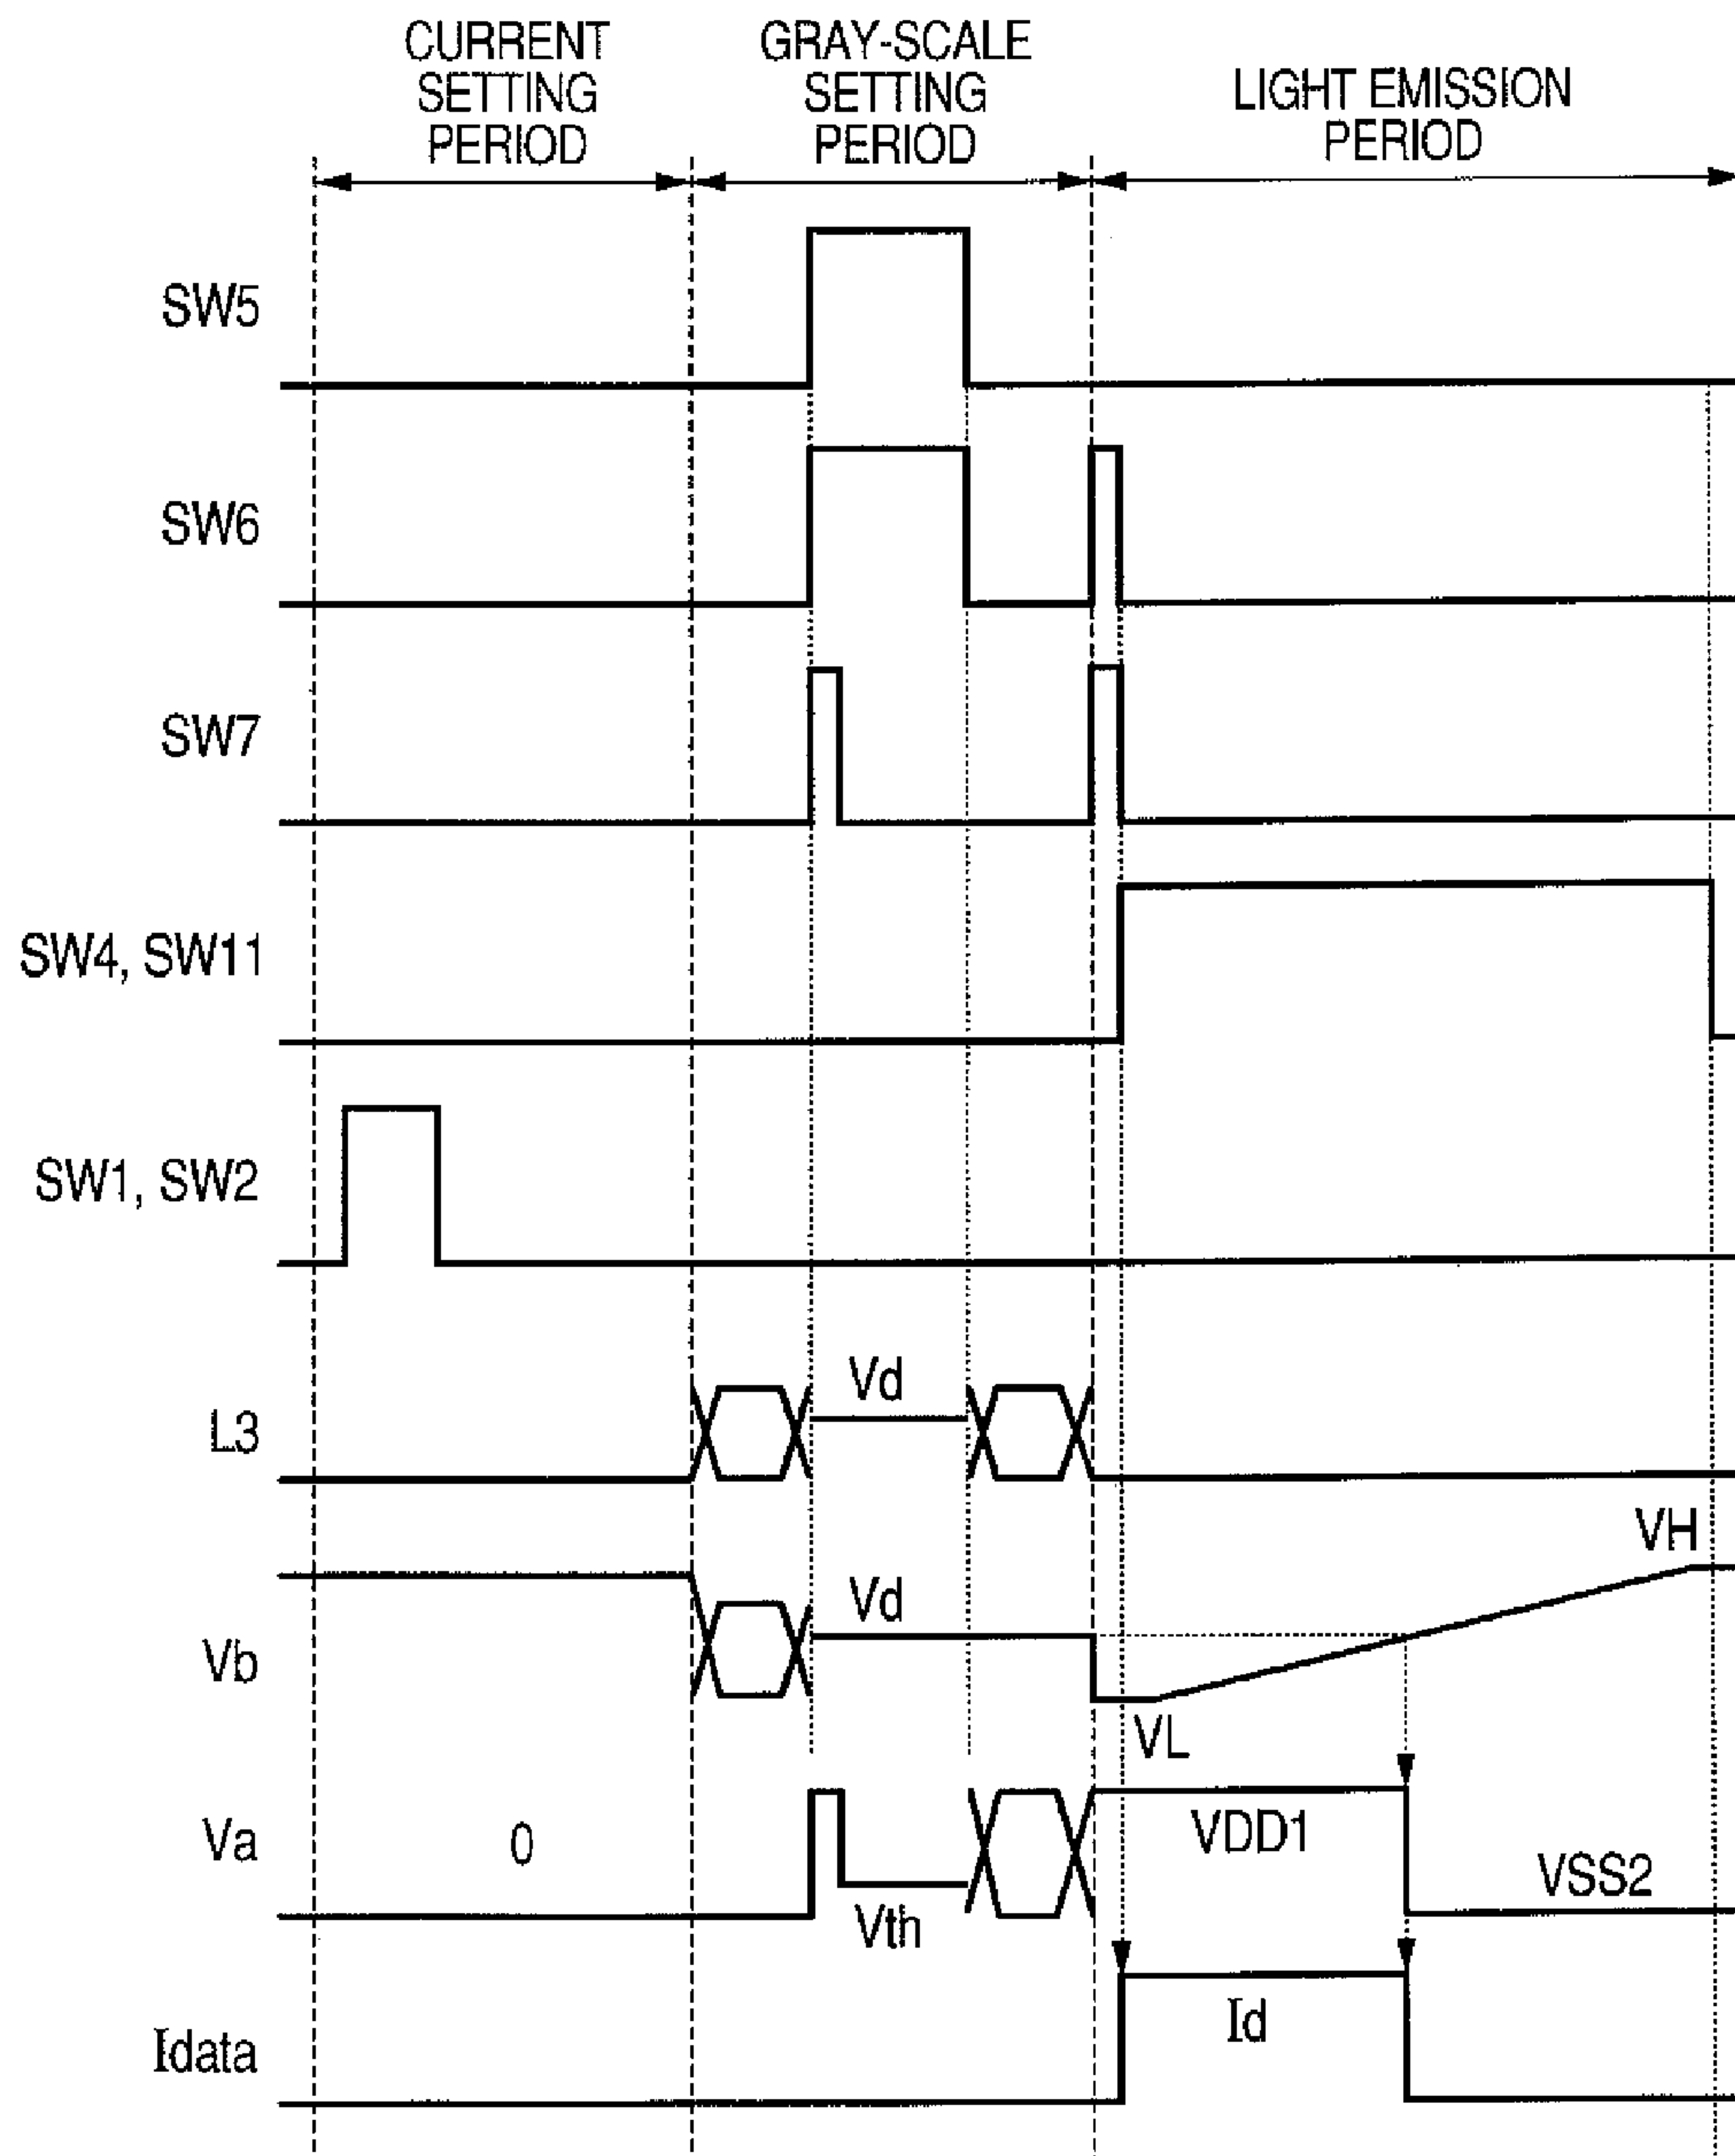 CURRENT
SETTING
PERIOD
GRAY-SCALE
SETTING
PERIOD
LIGHT EMISSION
PERIOD
SW5
SW6
SW7
SW4, SW11
SW1, SW2
L3
Vd
VH
Vb
Vd
VL
Va
0
Vth
VDD1
VSS2
Idata
Id